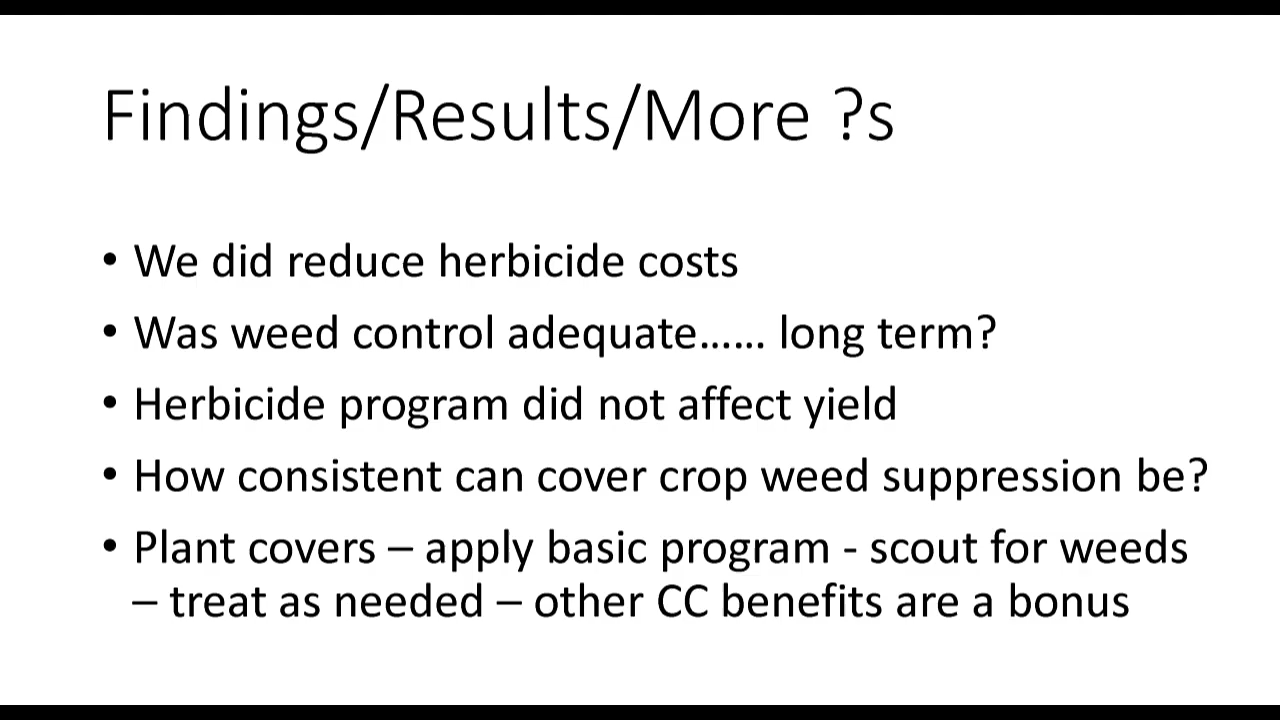 Findings/Results/More ?s
• We did reduce herbicide costs
• Was weed control adequate…… long term?
• Herbicide program did not affect yield
• How consistent can cover crop weed suppression be?
• Plant covers – apply basic program - scout for weeds
– treat as needed – other CC benefits are a bonus